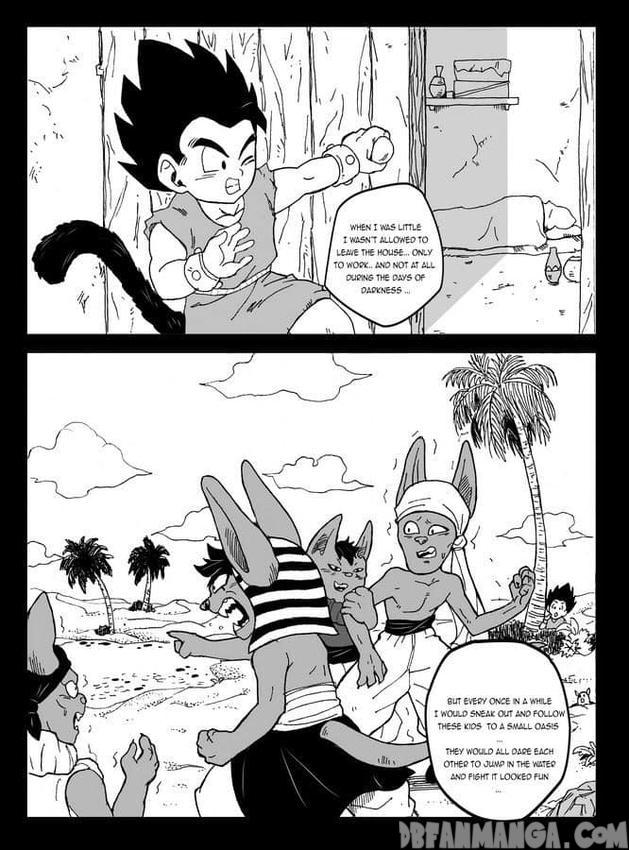 WHEN I WAS LITTLE
I WASN'T ALLOWED TO
LEAVE THE HOUSE... ONLY
TO WORK.. AND NOT AT ALL
DURING THE DAYS OF
DARKNESS ...
BUT EVERY ONCE IN A WHILE
I WOULD SNEAK OUT AND FOLLOW
THESE KIDS TO A SMALL OASIS
...
THEY WOULD ALL DARE EACH
OTHER TO JUMP IN THE WATER
AND FIGHT IT LOOKED FUN
...
DBFANMANGA.COM